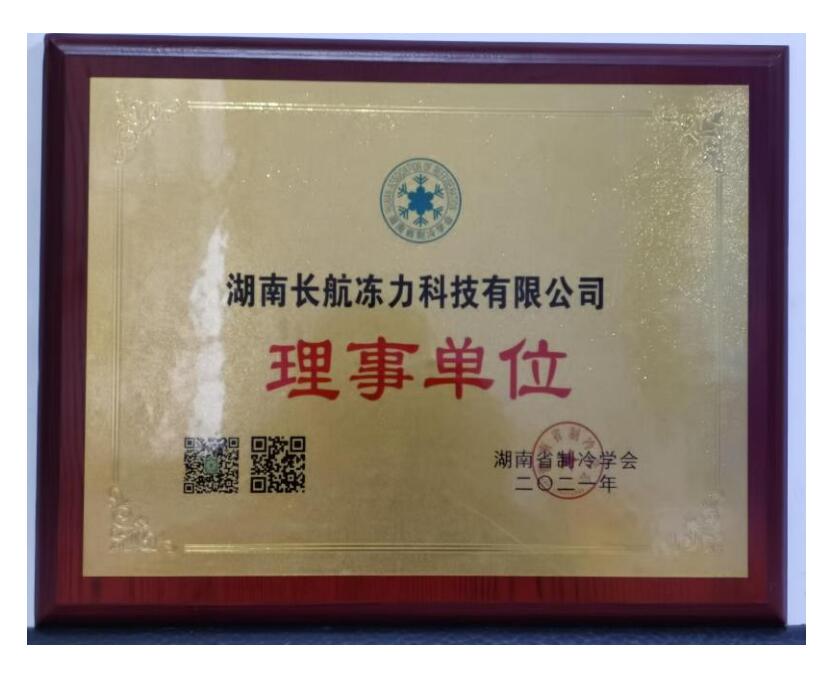 湖南长航冻力科技有限公司
理事单位
湖南省制冷学会
二〇二一年